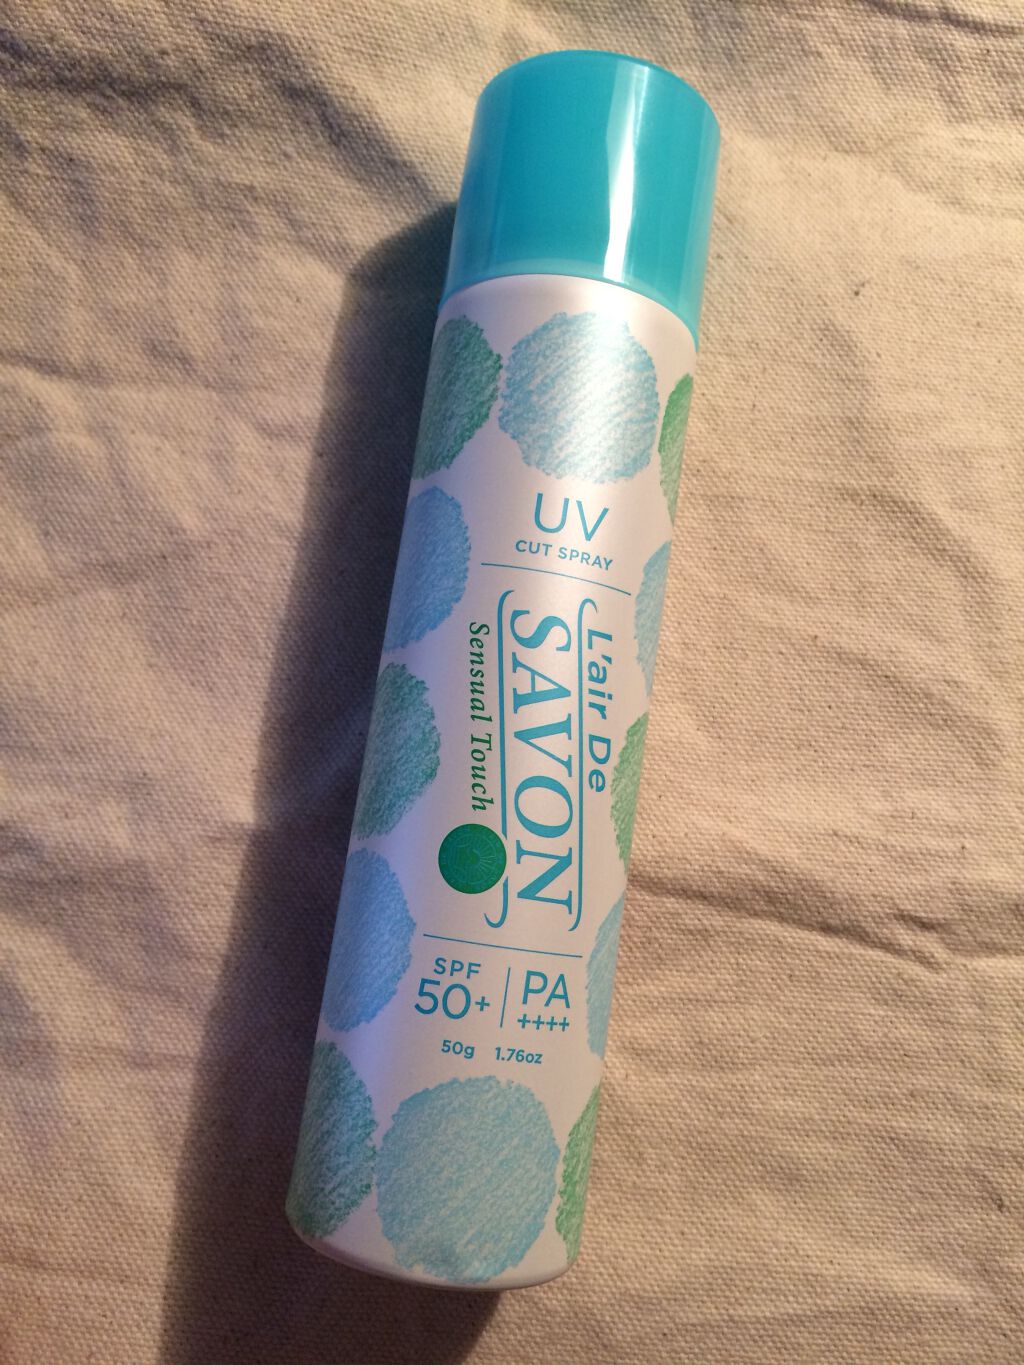 UV
CUT SPRAY
L'air De
SAVON
Sensual Touch
SPF
50+
PA
++++
50g 1.76oz